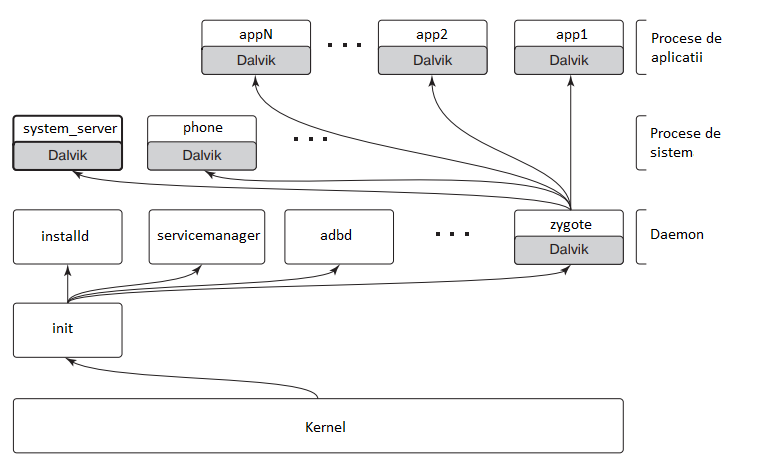 appN
app2
app1
Procese de
aplicatii
Dalvik
Dalvik
Dalvik
system_server
phone
Procese de
sistem
Dalvik
Dalvik
installd
servicemanager
adbd
zygote
Daemon
Dalvik
init
Kernel